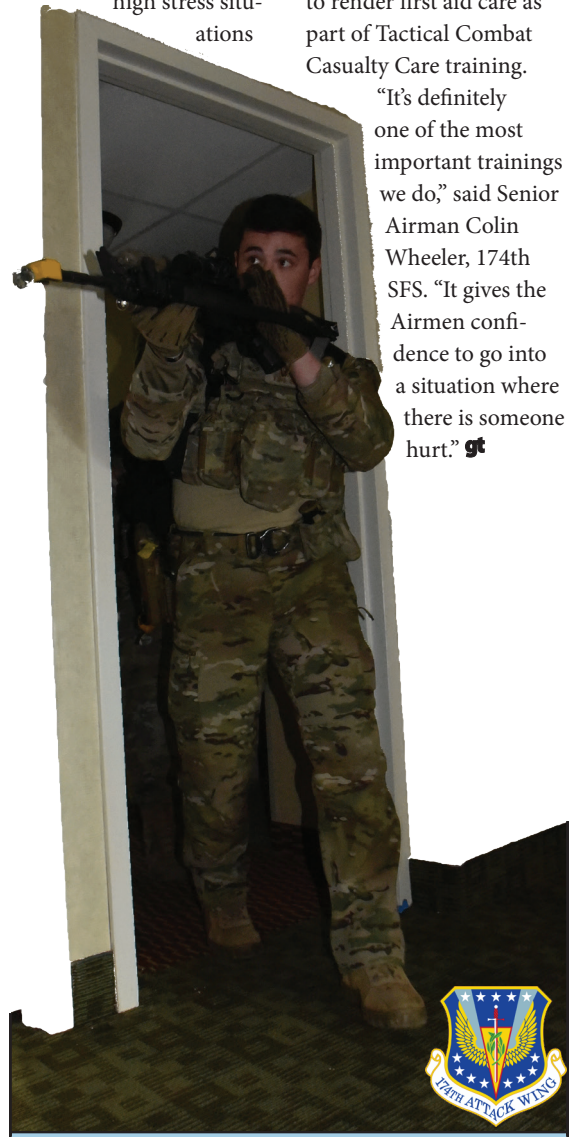 high stress situ-
ations
to render first aid care as
part of Tactical Combat
Casualty Care training.
“It’s definitely
one of the most
important trainings
we do,” said Senior
Airman Colin
Wheeler, 174th
SFS. “It gives the
Airmen confi-
dence to go into
a situation where
there is someone
hurt.” gt
174TH ATTACK WING